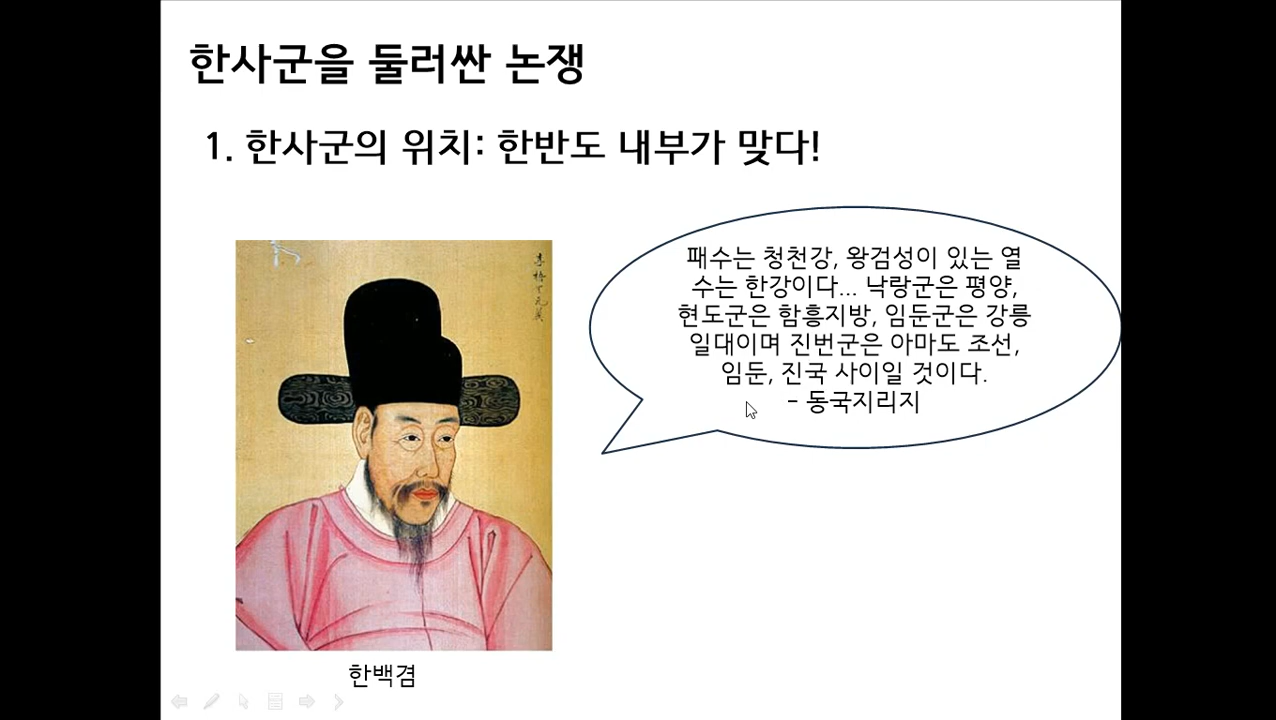 한사군을 둘러싼 논쟁
1. 한사군의 위치: 한반도 내부가 맞다!
패수는 청천강, 왕검성이 있는 열
수는 한강이다... 낙랑군은 평양,
현도군은 함흥지방, 임둔군은 강릉
일대이며 진번군은 아마도 조선,
임둔, 진국 사이일 것이다.
- 동국지리지
한백겸